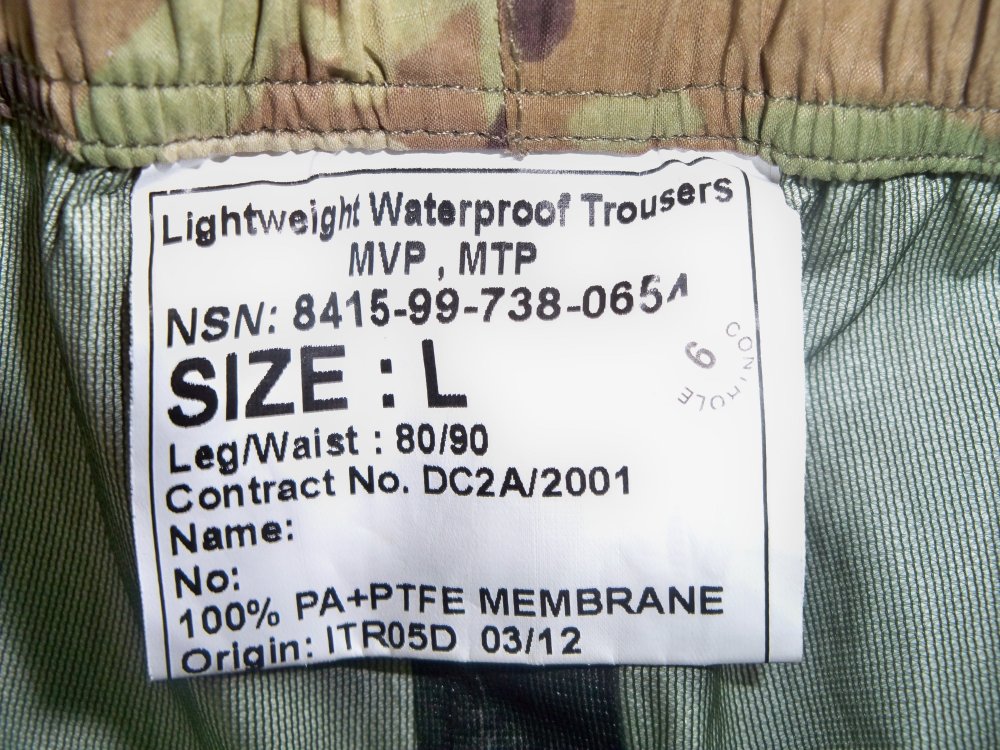 Lightweight Waterproof Trousers
MVP , MTP
NSN: 8415-99-738-0654
SIZE : L
Leg/Waist : 80/90
Contract No. DC2A/2001
Name:
No:
100% PA+PTFE MEMBRANE
Origin: ITR05D 03/12